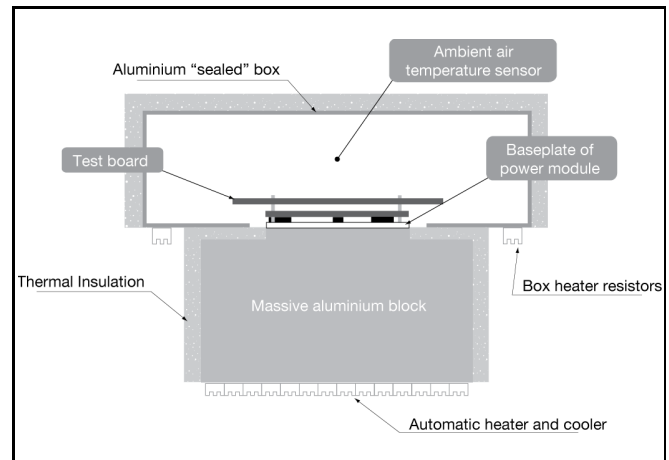 Ambient air
temperature sensor
Aluminium “sealed” box
Test board
Baseplate of
power module
Thermal Insulation
Box heater resistors
Massive aluminium block
Automatic heater and cooler